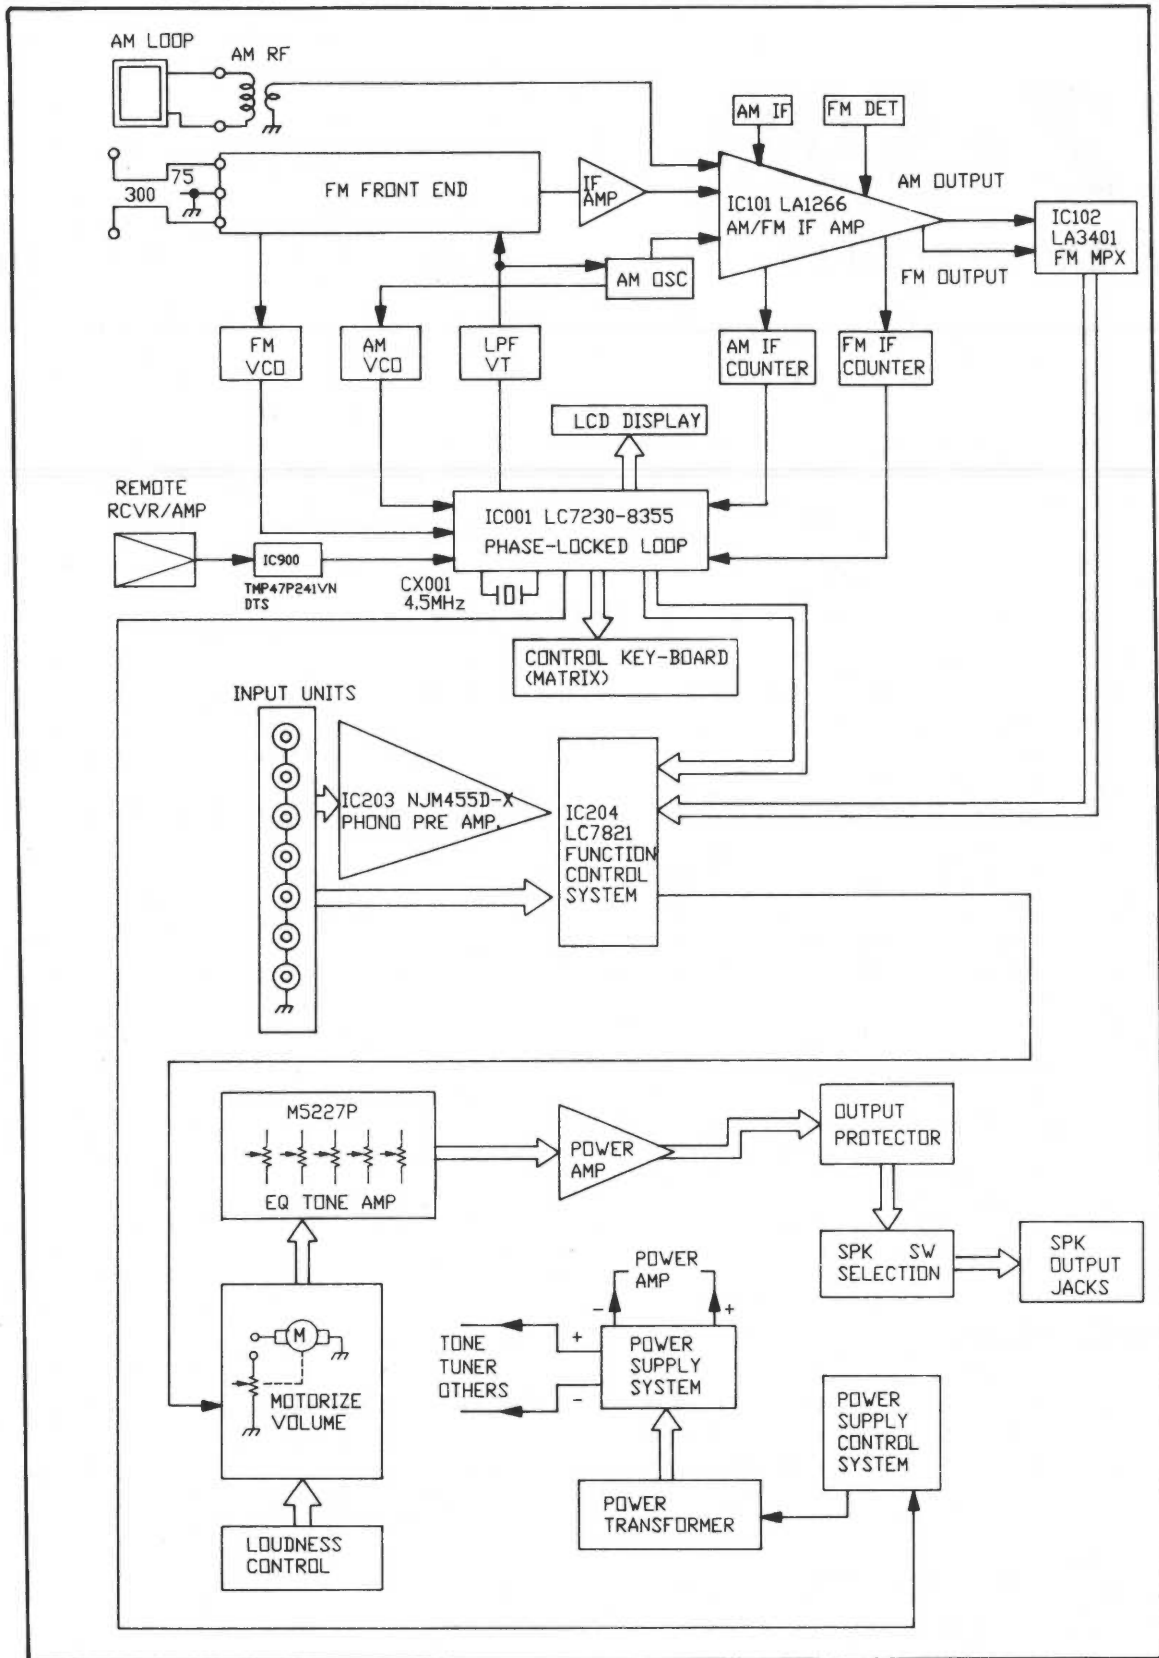 AM LOOP
AM RF
75
300
FM FRONT END
IF
AMP
AM IF
FM DET
IC101 LA1266
AM/FM IF AMP
AM OUTPUT
FM OUTPUT
IC102
LA3401
FM MPX
AM OSC
FM
VCO
AM
VCO
LPF
VT
AM IF
COUNTER
FM IF
COUNTER
LCD DISPLAY
REMOTE
RCVR/AMP
IC900
TMP47P241VN
DTS
IC001 LC7230-8355
PHASE-LOCKED LOOP
CX001
4.5MHz
CONTROL KEY-BOARD
(MATRIX)
INPUT UNITS
IC203 NJM455D-X
PHONO PRE AMP.
IC204
LC7821
FUNCTION
CONTROL
SYSTEM
M5227P
EQ TONE AMP
POWER
AMP
OUTPUT
PROTECTOR
SPK SW
SELECTION
SPK
OUTPUT
JACKS
M
MOTORIZE
VOLUME
LOUDNESS
CONTROL
POWER
AMP
- +
+
-
TONE
TUNER
OTHERS
POWER
SUPPLY
SYSTEM
POWER
TRANSFORMER
POWER
SUPPLY
CONTROL
SYSTEM